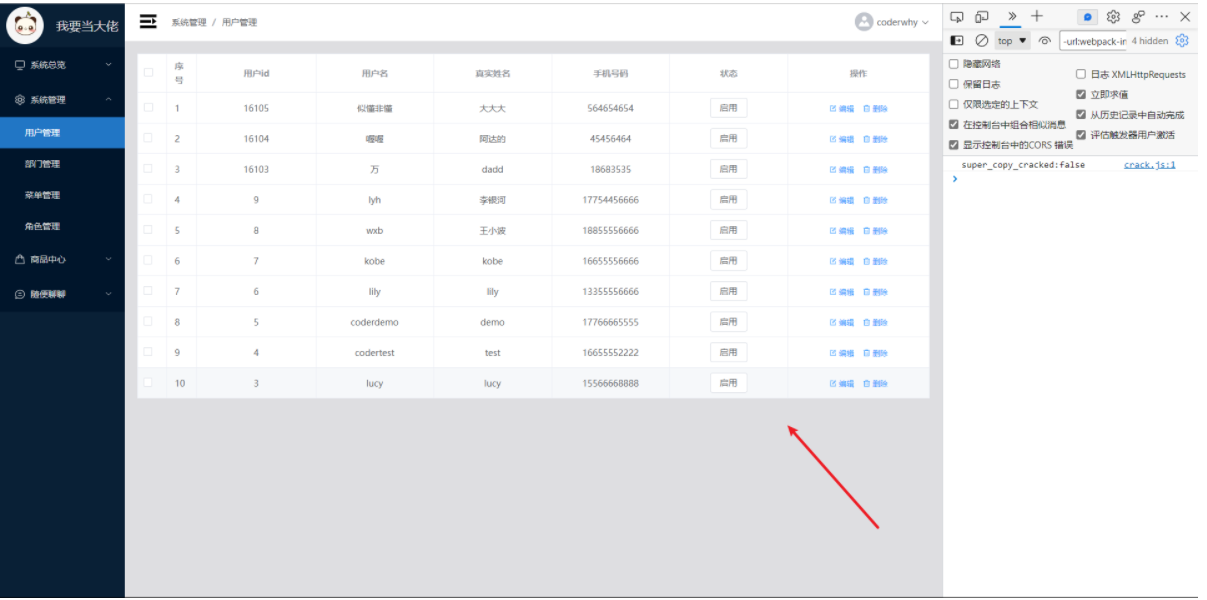 我要当大佬
系统管理 / 用户管理
coderwhy
系统总览
系统管理
用户管理
部门管理
菜单管理
角色管理
商品中心
随便聊聊
序号 用户id 用户名 真实姓名 手机号码 状态 操作
1 16105 似懂非懂 大大大 564654654 启用 编辑 删除
2 16104 喔喔 阿达的 45456464 启用 编辑 删除
3 16103 万 dadd 18683535 启用 编辑 删除
4 9 lyh 李银河 17754456666 启用 编辑 删除
5 8 wxb 王小波 18855556666 启用 编辑 删除
6 7 kobe kobe 16655556666 启用 编辑 删除
7 6 lily lily 13355556666 启用 编辑 删除
8 5 coderdemo demo 17766665555 启用 编辑 删除
9 4 codertest test 16655552222 启用 编辑 删除
10 3 lucy lucy 15566668888 启用 编辑 删除
top -url:webpack-in 4 hidden
隐藏网络
保留日志
仅限选定的上下文
在控制台中组合相似消息
显示控制台中的CORS 错误
日志 XMLHttpRequests
立即求值
从历史记录中自动完成
评估触发器用户激活
super_copy_cracked:false crack.js:1